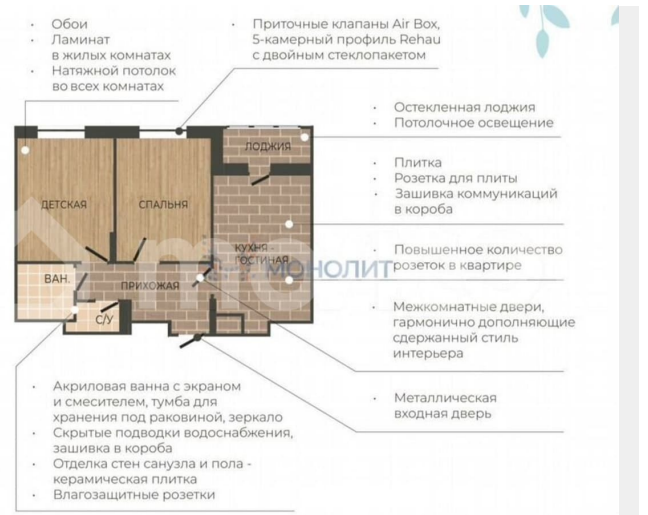 · Обои
· Ламинат
в жилых комнатах
· Натяжной потолок
во всех комнатах
· Приточные клапаны Air Box,
5-камерный профиль Rehau
с двойным стеклопакетом
· Остекленная лоджия
· Потолочное освещение
· Плитка
· Розетка для плиты
· Зашивка коммуникаций
в короба
· Повышенное количество
розеток в квартире
· Межкомнатные двери,
гармонично дополняющие
сдержанный стиль
интерьера
· Металлическая
входная дверь
ЛОДЖИЯ
ДЕТСКАЯ
СПАЛЬНЯ
КУХНЯ -
ГОСТИНАЯ
МОНОЛИТ
ВАН.
ПРИХОЖАЯ
С/У
· Акриловая ванна с экраном
и смесителем, тумба для
хранения под раковиной, зеркало
· Скрытые подводки водоснабжения,
зашивка в короба
· Отделка стен санузла и пола -
керамическая плитка
· Влагозащитные розетки